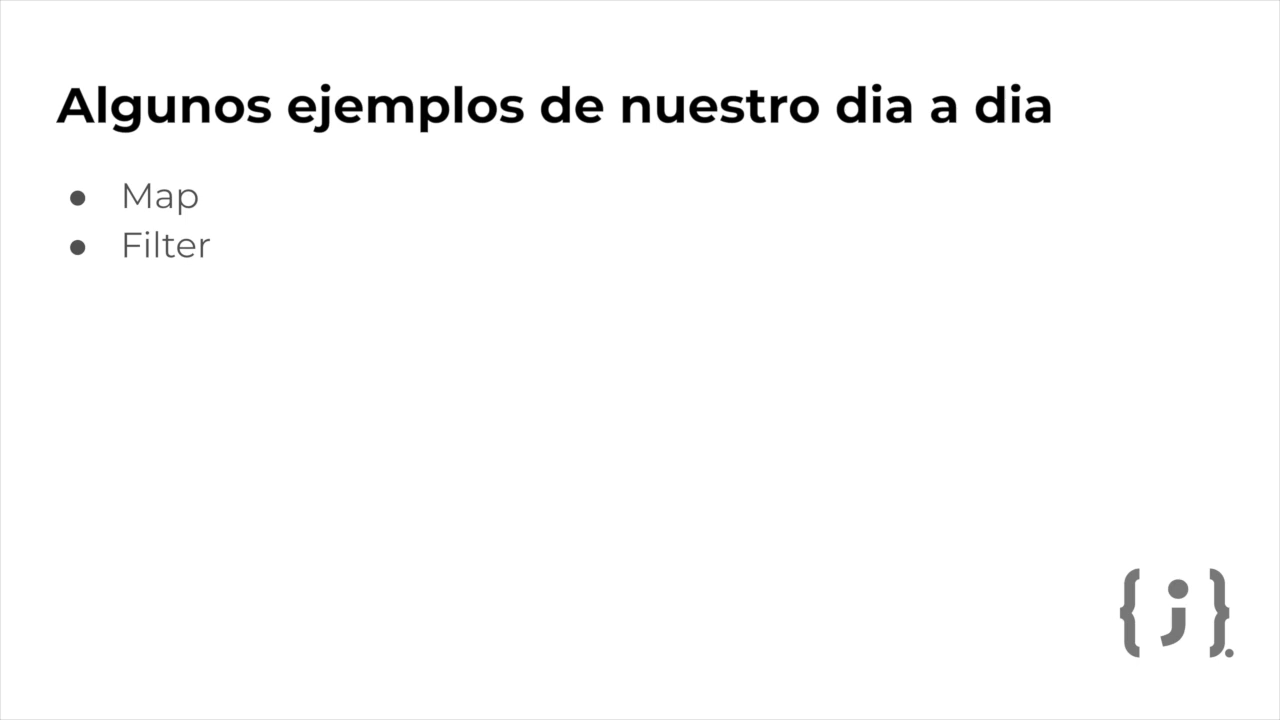 Algunos ejemplos de nuestro dia a dia
● Map
● Filter
{ j }.